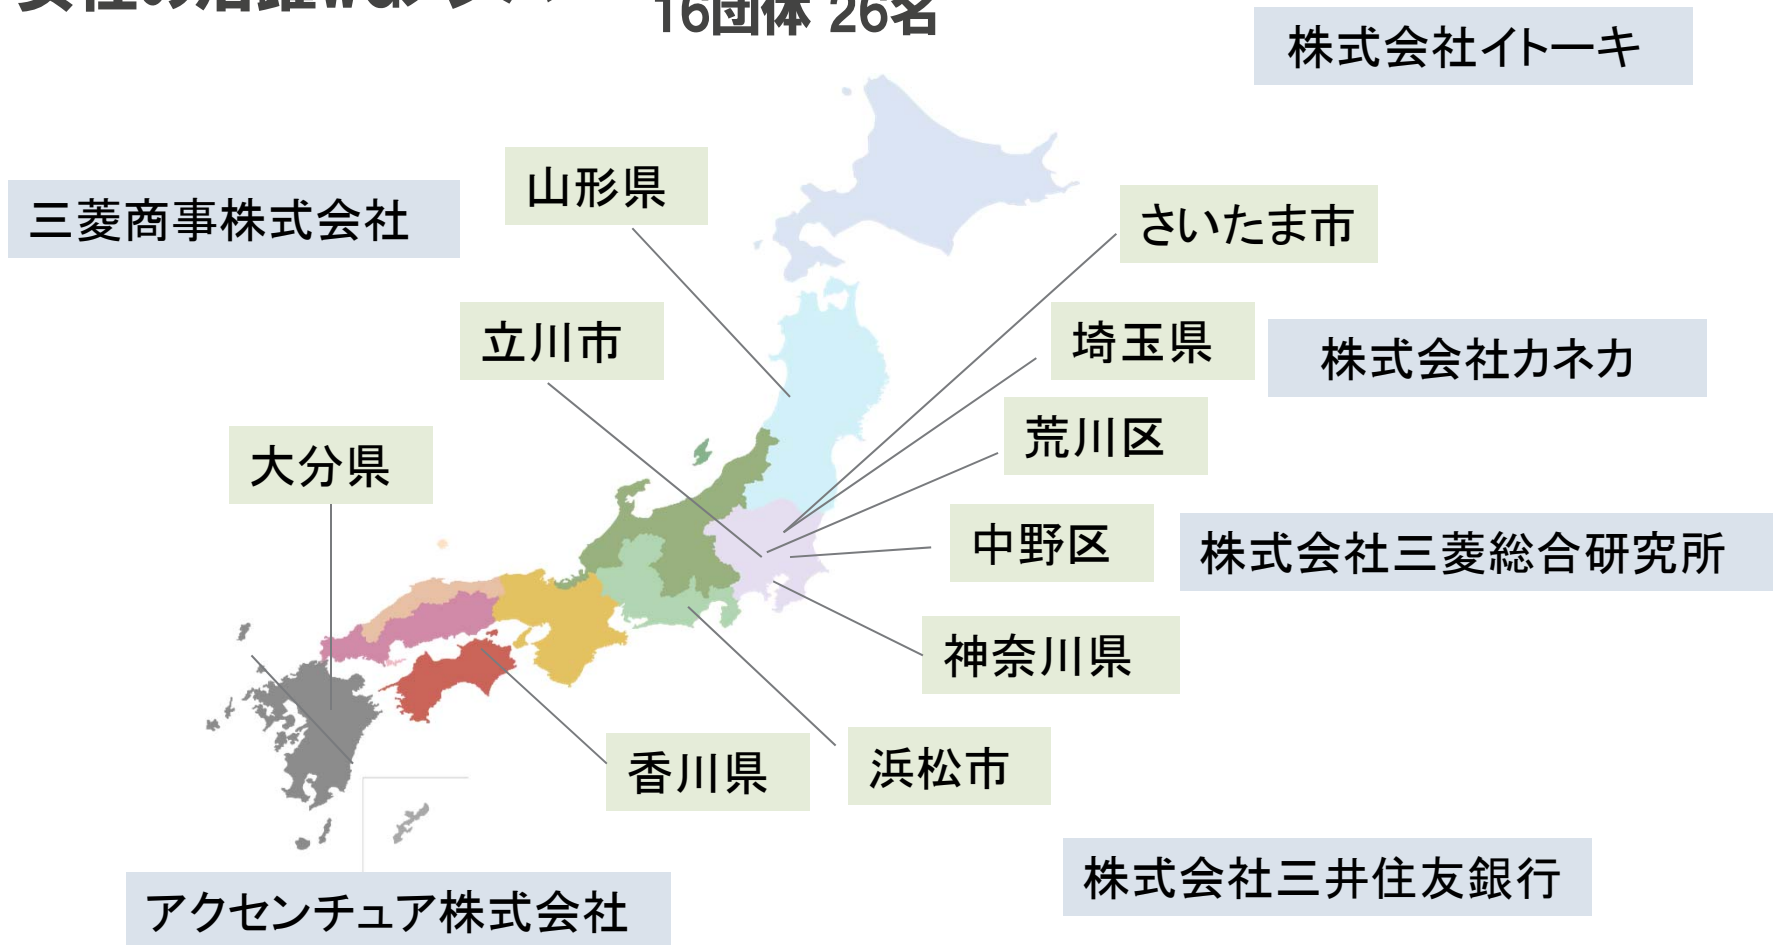 16団体 26名
株式会社イトーキ
山形県
三菱商事株式会社
さいたま市
立川市
埼玉県
株式会社カネカ
荒川区
大分県
中野区
株式会社三菱総合研究所
神奈川県
香川県
浜松市
株式会社三井住友銀行
アクセンチュア株式会社